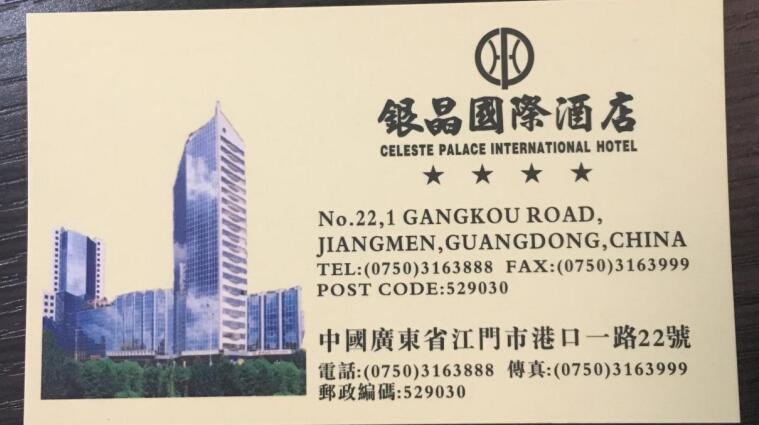 銀晶國際酒店
CELESTE PALACE INTERNATIONAL HOTEL
No.22,1 GANGKOU ROAD,
JIANGMEN,GUANGDONG,CHINA
TEL:(0750)3163888 FAX:(0750)3163999
POST CODE:529030
中國廣東省江門市港口一路22號
電話:(0750)3163888 傳真:(0750)3163999
郵政編碼:529030